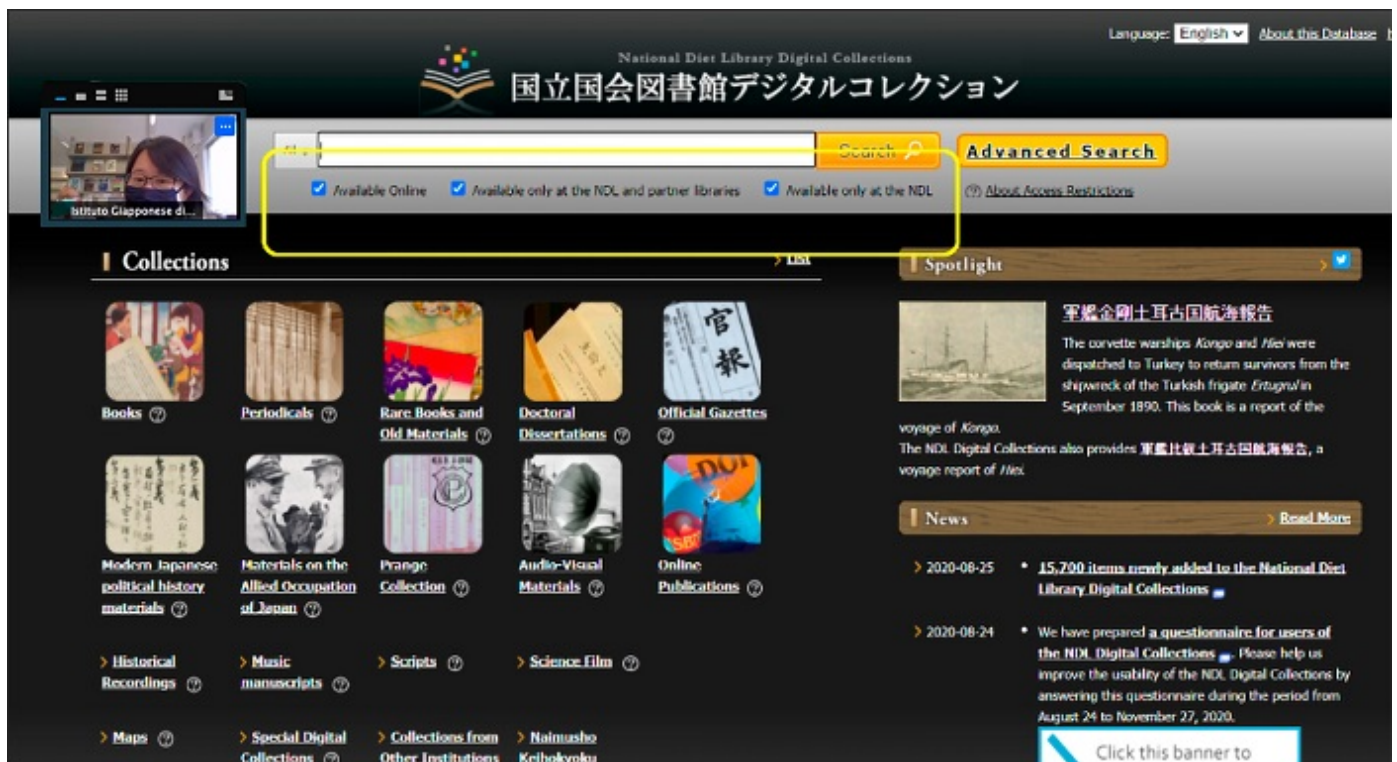 Language: English About this Database
National Diet Library Digital Collections
国立国会図書館デジタルコレクション
Search
Advanced Search
Available Online
Available only at the NDL and partner libraries
Available only at the NDL
About Access Restrictions
Istituto Giapponese di...
Collections
List
Books
Periodicals
Rare Books and
Old Materials
Doctoral
Dissertations
Official Gazettes
官報
Modern Japanese
political history
materials
Materials on the
Allied Occupation
of Japan
Prange
Collection
Audio-Visual
Materials
Online
Publications
Historical
Recordings
Music
manuscripts
Scripts
Science Film
Maps
Special Digital
Collections
Collections from
Other Institutions
Naimusho
Keihokyoku
Spotlight
軍艦金剛土耳古国航海報告
The corvette warships Kongo and Hiei were
dispatched to Turkey to return survivors from the
shipwreck of the Turkish frigate Ertugrul in
September 1890. This book is a report of the
voyage of Kongo.
The NDL Digital Collections also provides 軍艦比叡土耳古国航海報告, a
voyage report of Hiei.
News
Read More
2020-08-25 • 15,700 items newly added to the National Diet
Library Digital Collections
2020-08-24 • We have prepared a questionnaire for users of
the NDL Digital Collections. Please help us
improve the usability of the NDL Digital Collections by
answering this questionnaire during the period from
August 24 to November 27, 2020.
Click this banner to